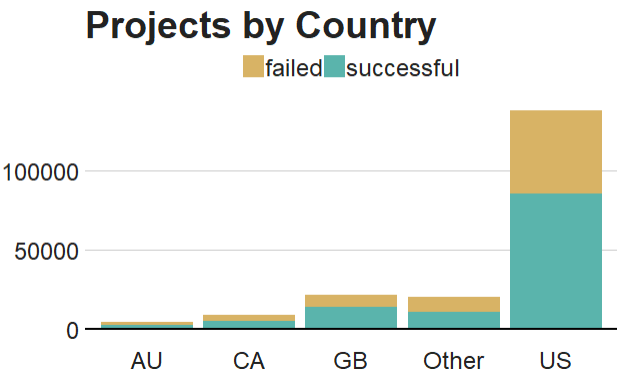 Projects by Country
failed successful
100000
50000
0
AU CA GB Other US